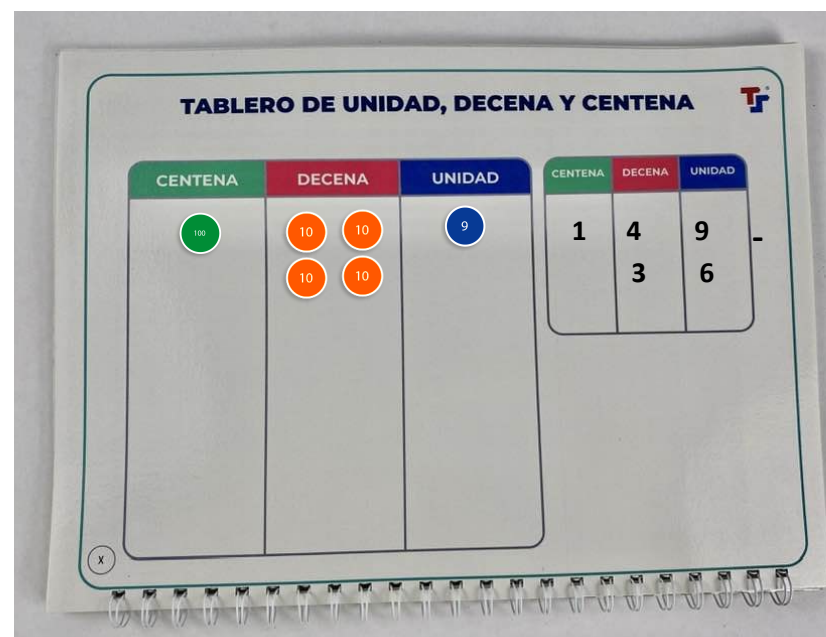 TABLERO DE UNIDAD, DECENA Y CENTENA
TS
CENTENA DECENA UNIDAD
100 10 10 9
10 10
CENTENA DECENA UNIDAD
1 4 9 -
3 6
X